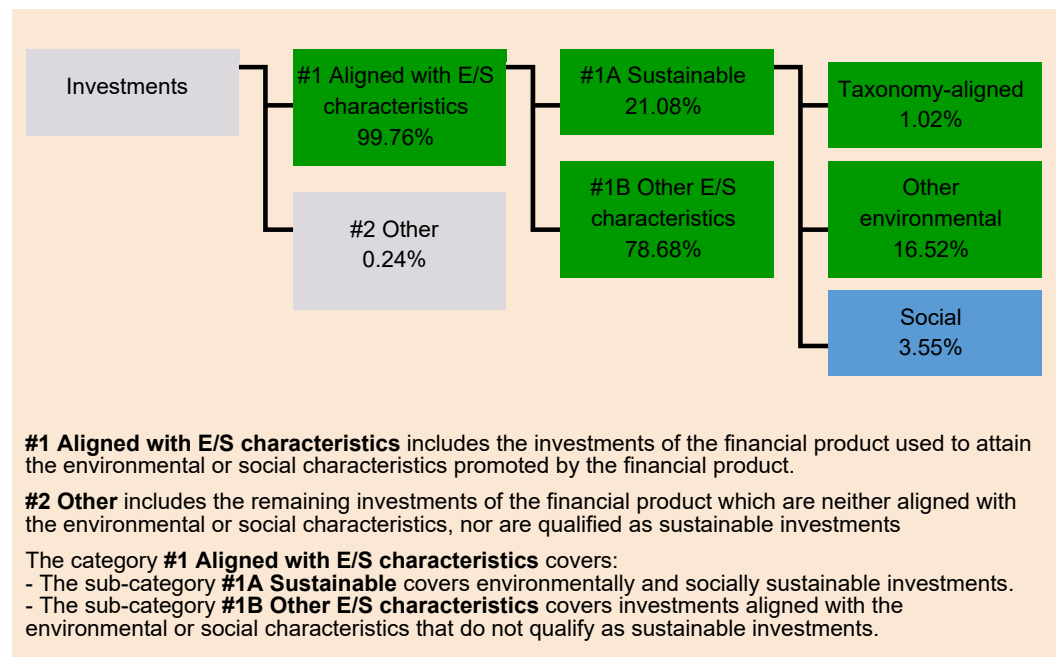 Investments
#1 Aligned with E/S
characteristics
99.76%
#2 Other
0.24%
#1A Sustainable
21.08%
#1B Other E/S
characteristics
78.68%
Taxonomy-aligned
1.02%
Other
environmental
16.52%
Social
3.55%
#1 Aligned with E/S characteristics includes the investments of the financial product used to attain
the environmental or social characteristics promoted by the financial product.
#2 Other includes the remaining investments of the financial product which are neither aligned with
the environmental or social characteristics, nor are qualified as sustainable investments
The category #1 Aligned with E/S characteristics covers:
- The sub-category #1A Sustainable covers environmentally and socially sustainable investments.
- The sub-category #1B Other E/S characteristics covers investments aligned with the
environmental or social characteristics that do not qualify as sustainable investments.